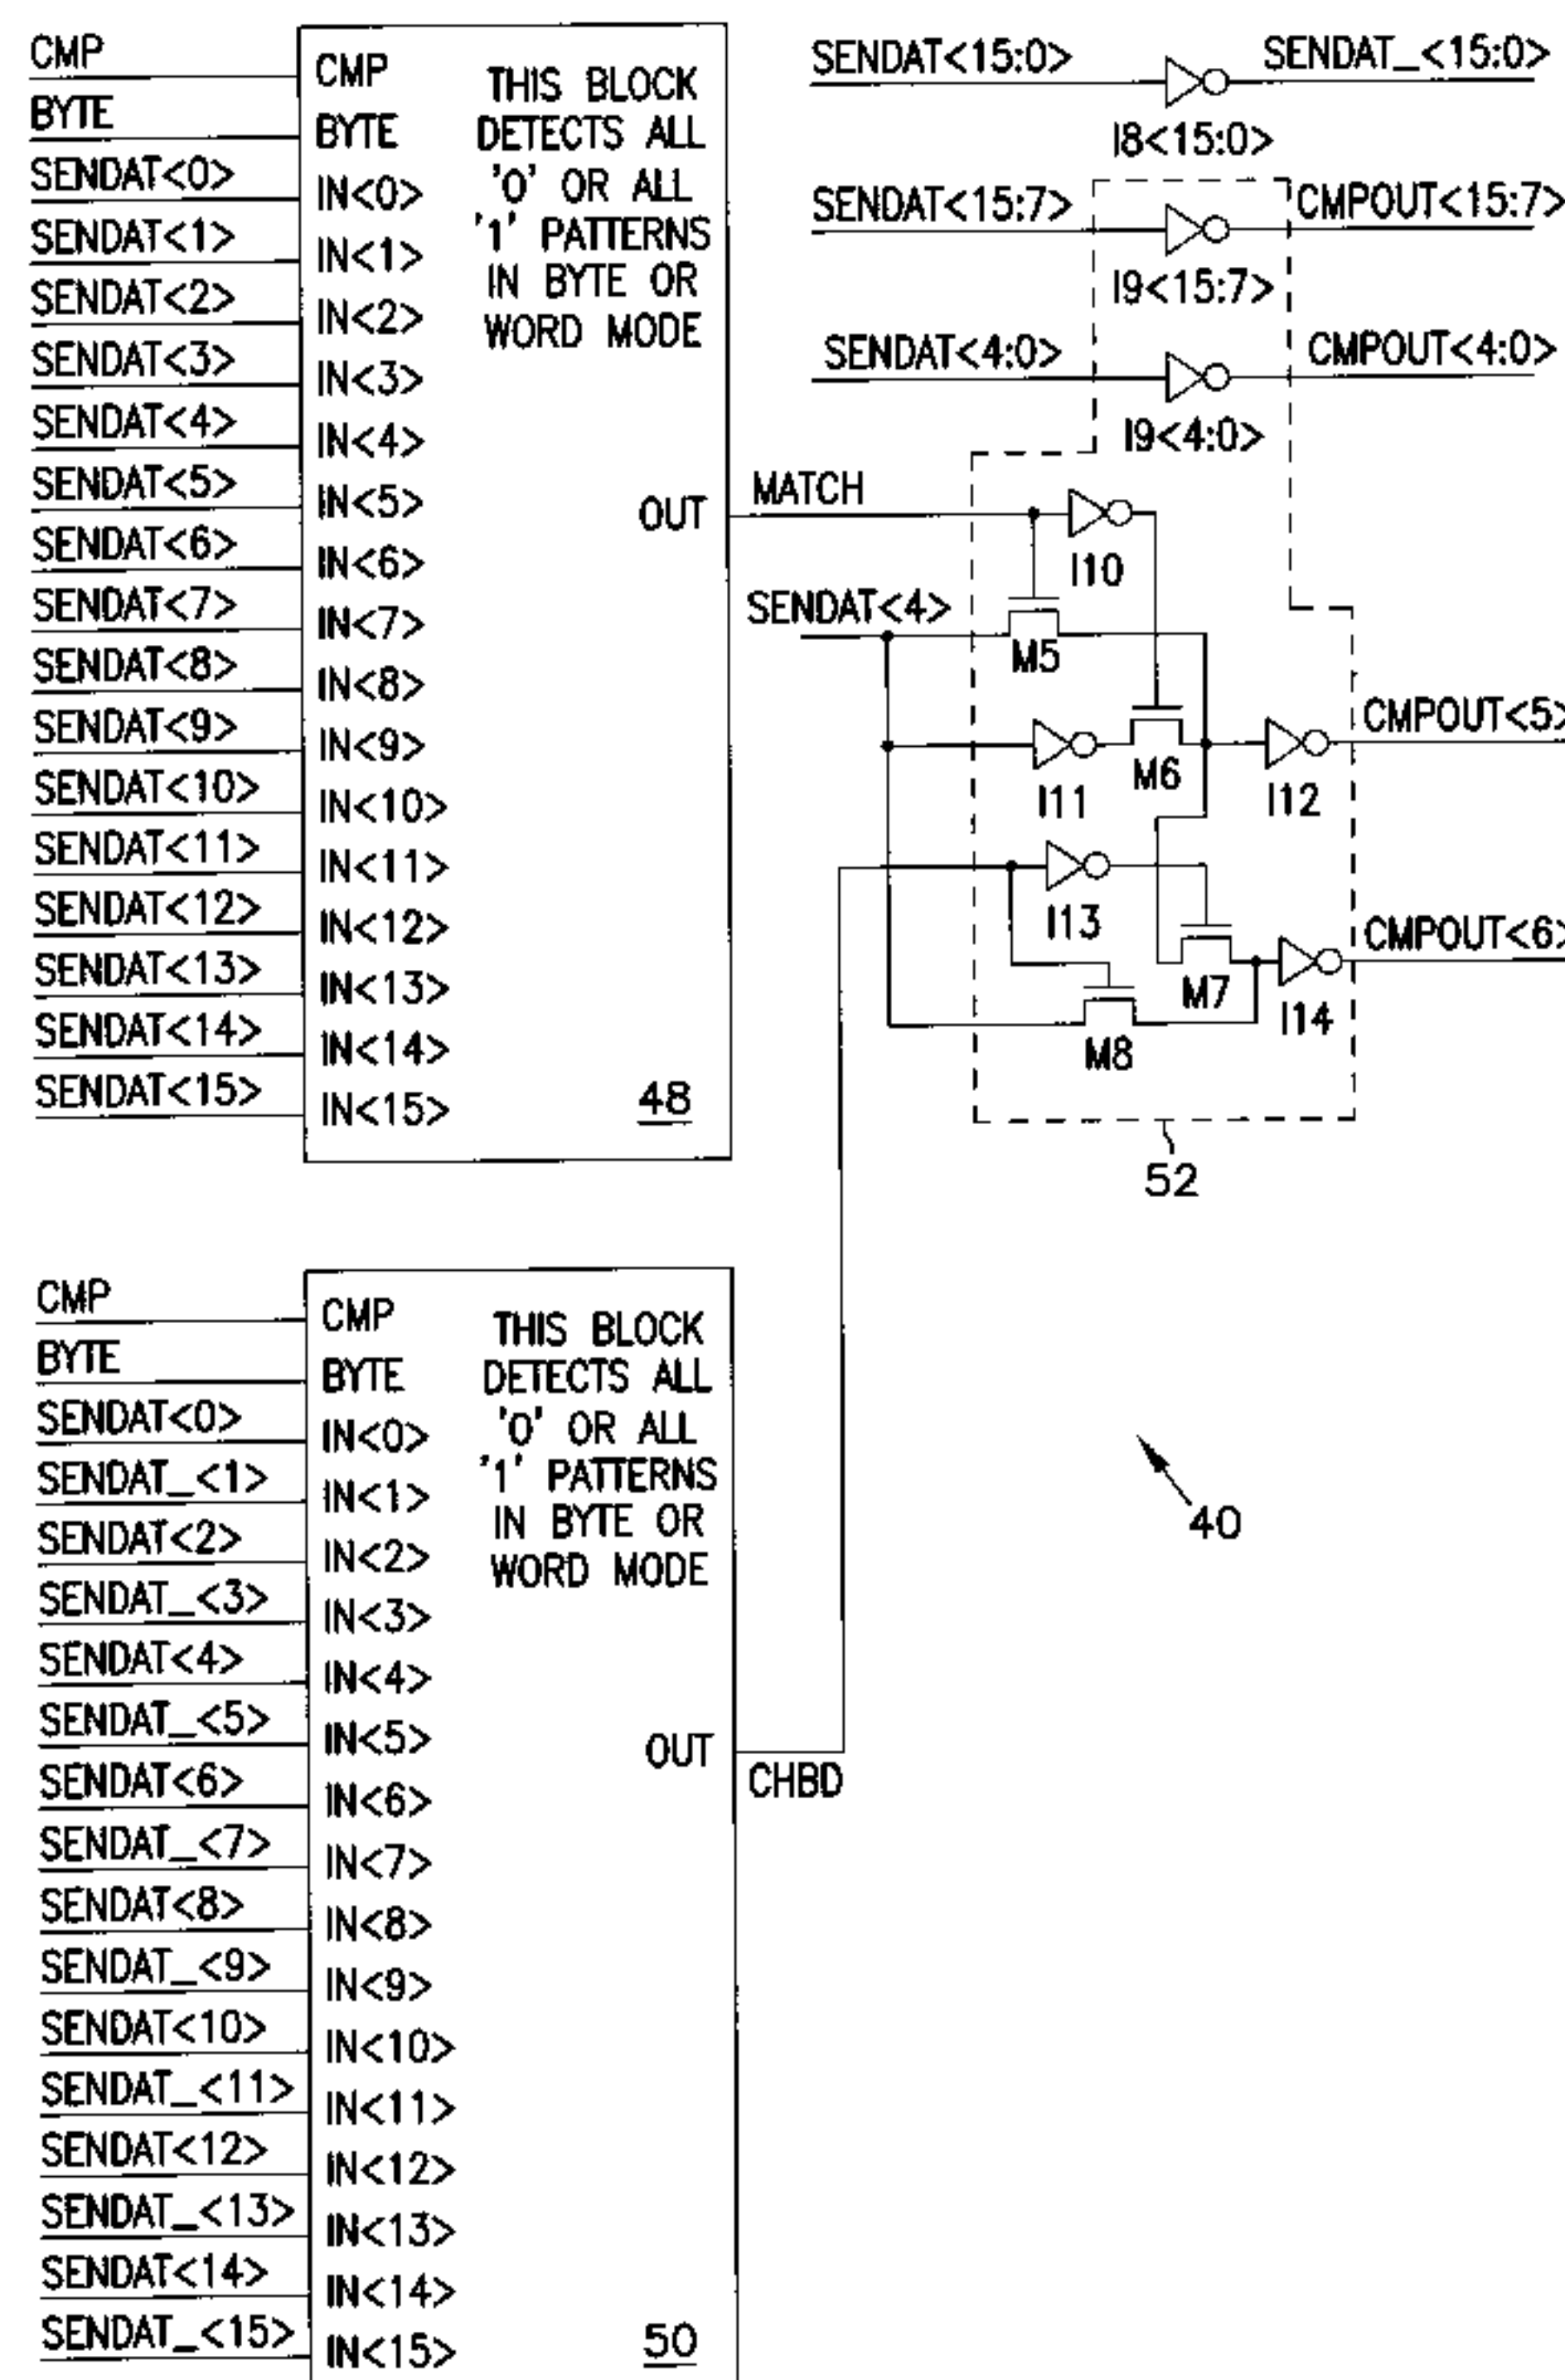 CMP
BYTE
SENDAT<0>
SENDAT<1>
SENDAT<2>
SENDAT<3>
SENDAT<4>
SENDAT<5>
SENDAT<6>
SENDAT<7>
SENDAT<8>
SENDAT<9>
SENDAT<10>
SENDAT<11>
SENDAT<12>
SENDAT<13>
SENDAT<14>
SENDAT<15>
CMP
BYTE
IN<0>
IN<1>
IN<2>
IN<3>
IN<4>
IN<5>
IN<6>
IN<7>
IN<8>
IN<9>
IN<10>
IN<11>
IN<12>
IN<13>
IN<14>
IN<15>
THIS BLOCK
DETECTS ALL
'0' OR ALL
'1' PATTERNS
IN BYTE OR
WORD MODE
OUT
48
SENDAT<15:0>
SENDAT_<15:0>
I8<15:0>
SENDAT<15:7>
CMPOUT<15:7>
I9<15:7>
SENDAT<4:0>
CMPOUT<4:0>
I9<4:0>
MATCH
I10
SENDAT<4>
M5
CMPOUT<5>
M6
I11
I12
I13
CMPOUT<6>
M7
I14
M8
52
CMP
BYTE
SENDAT<0>
SENDAT_<1>
SENDAT<2>
SENDAT_<3>
SENDAT<4>
SENDAT_<5>
SENDAT<6>
SENDAT_<7>
SENDAT<8>
SENDAT_<9>
SENDAT<10>
SENDAT_<11>
SENDAT<12>
SENDAT_<13>
SENDAT<14>
SENDAT_<15>
CMP
BYTE
IN<0>
IN<1>
IN<2>
IN<3>
IN<4>
IN<5>
IN<6>
IN<7>
IN<8>
IN<9>
IN<10>
IN<11>
IN<12>
IN<13>
IN<14>
IN<15>
THIS BLOCK
DETECTS ALL
'0' OR ALL
'1' PATTERNS
IN BYTE OR
WORD MODE
OUT
50
CHBD
40